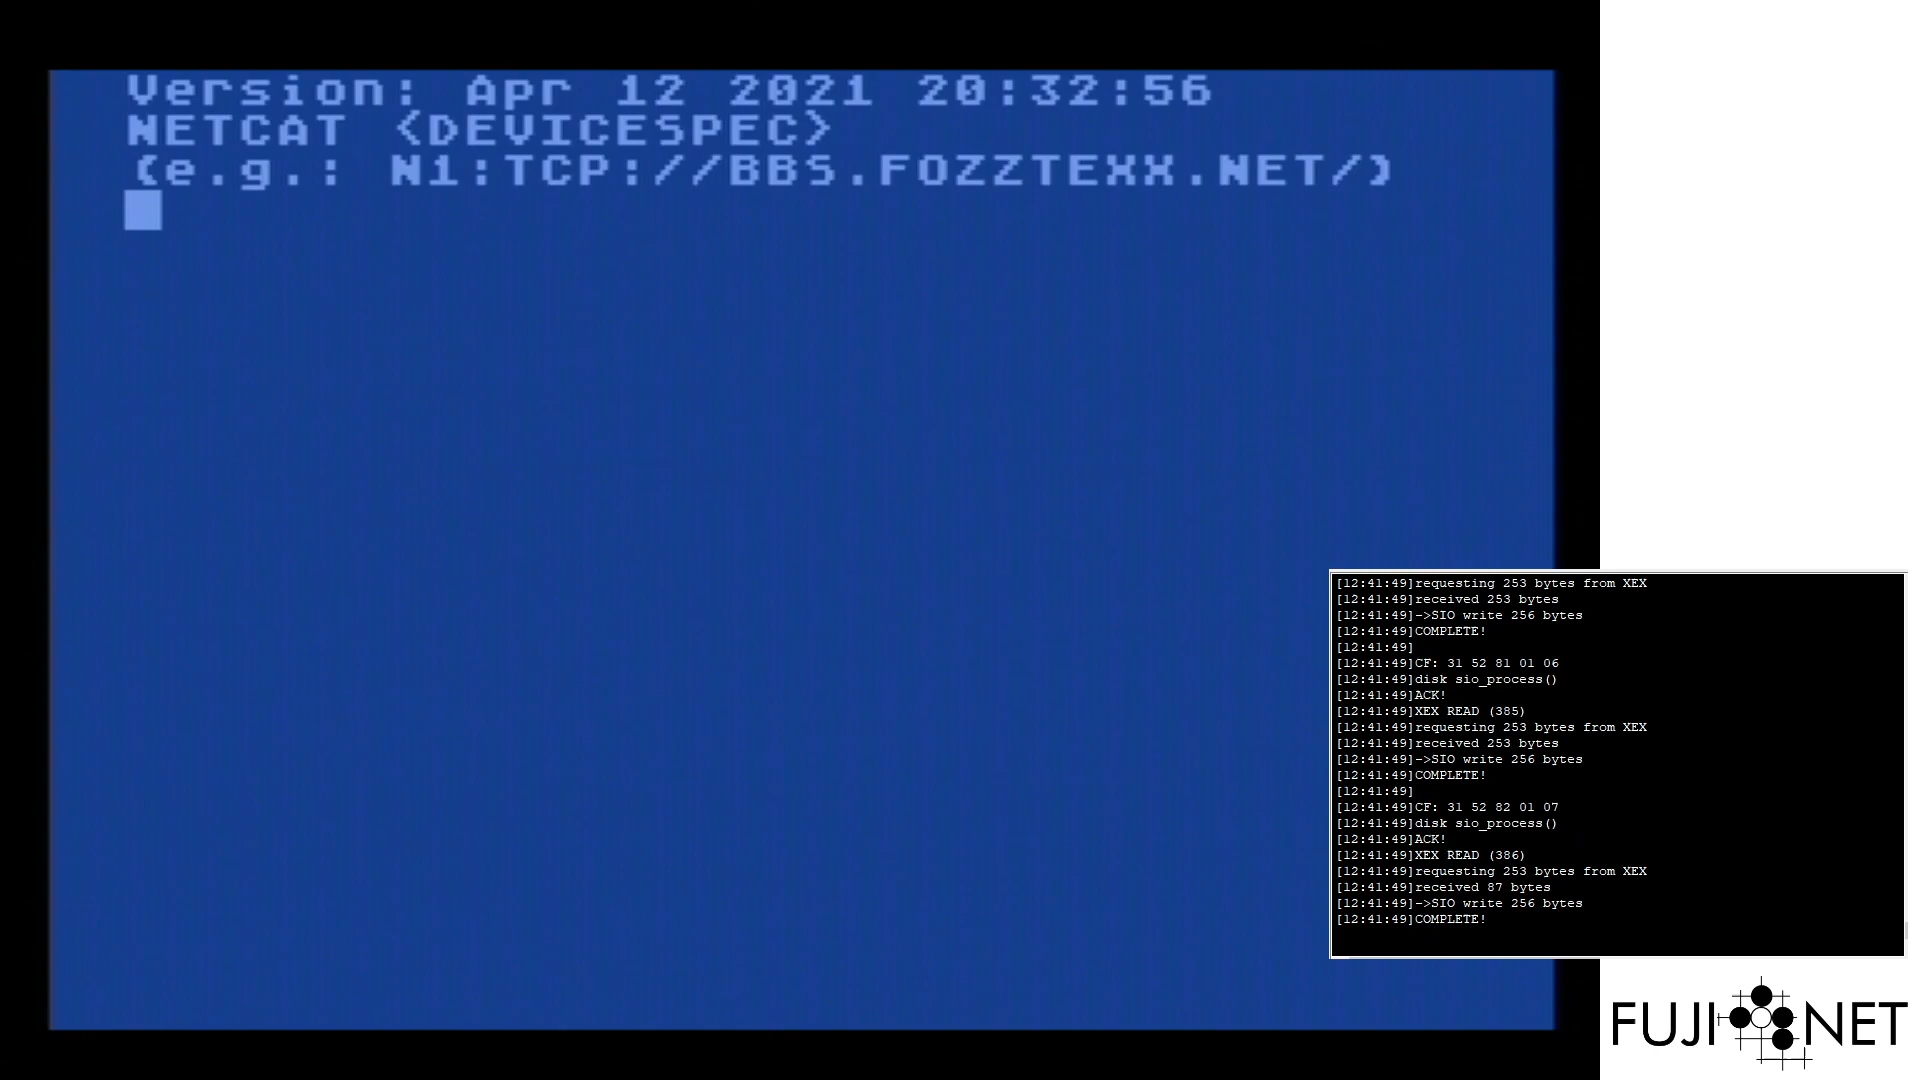 Version: Apr 12 2021 20:32:56
NETCAT <DEVICESPEC>
(e.g.: N1:TCP://BBS.FOZZTEXX.NET/)
[12:41:49]requesting 253 bytes from XEX
[12:41:49]received 253 bytes
[12:41:49]->SIO write 256 bytes
[12:41:49]COMPLETE!
[12:41:49]
[12:41:49]CF: 31 52 81 01 06
[12:41:49]disk sio_process()
[12:41:49]ACK!
[12:41:49]XEX READ (385)
[12:41:49]requesting 253 bytes from XEX
[12:41:49]received 253 bytes
[12:41:49]->SIO write 256 bytes
[12:41:49]COMPLETE!
[12:41:49]
[12:41:49]CF: 31 52 82 01 07
[12:41:49]disk sio_process()
[12:41:49]ACK!
[12:41:49]XEX READ (386)
[12:41:49]requesting 253 bytes from XEX
[12:41:49]received 87 bytes
[12:41:49]->SIO write 256 bytes
[12:41:49]COMPLETE!
FUJI NET